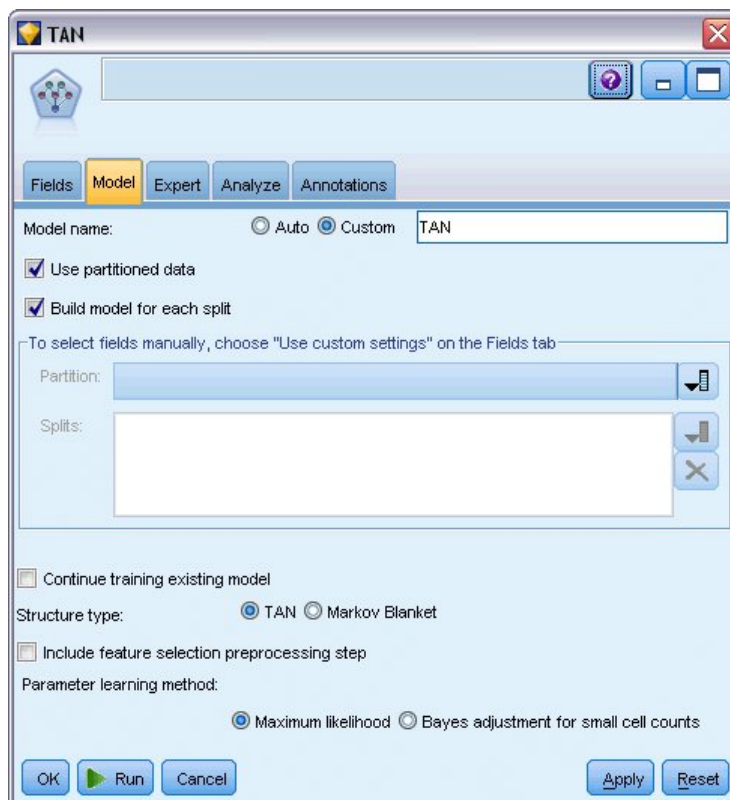 TAN
Fields Model Expert Analyze Annotations
Model name: Auto Custom TAN
Use partitioned data
Build model for each split
To select fields manually, choose "Use custom settings" on the Fields tab
Partition:
Splits:
Continue training existing model
Structure type: TAN Markov Blanket
Include feature selection preprocessing step
Parameter learning method:
Maximum likelihood Bayes adjustment for small cell counts
OK Run Cancel Apply Reset